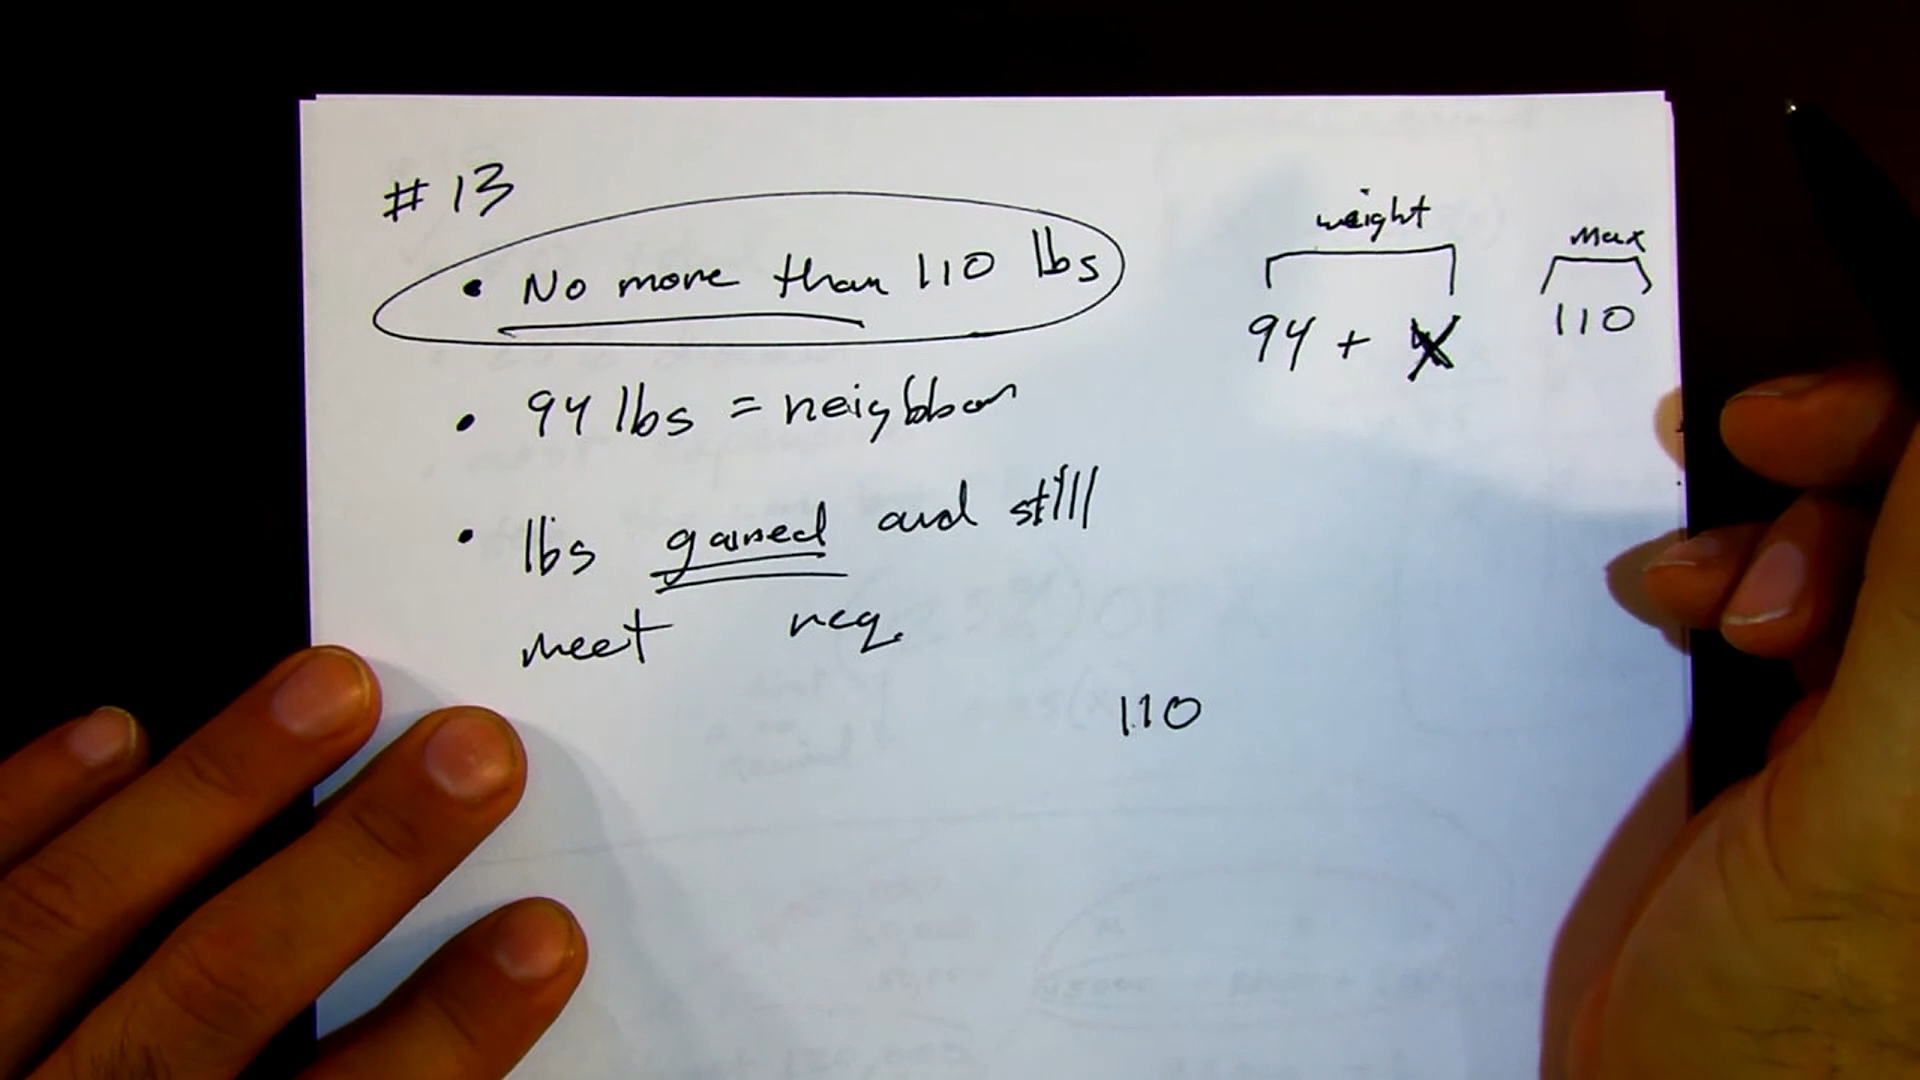 # 13
• No more than 110 lbs
• 94 lbs = neighbor
• lbs gained and still
meet req.
weight
94 + x
max
110
110